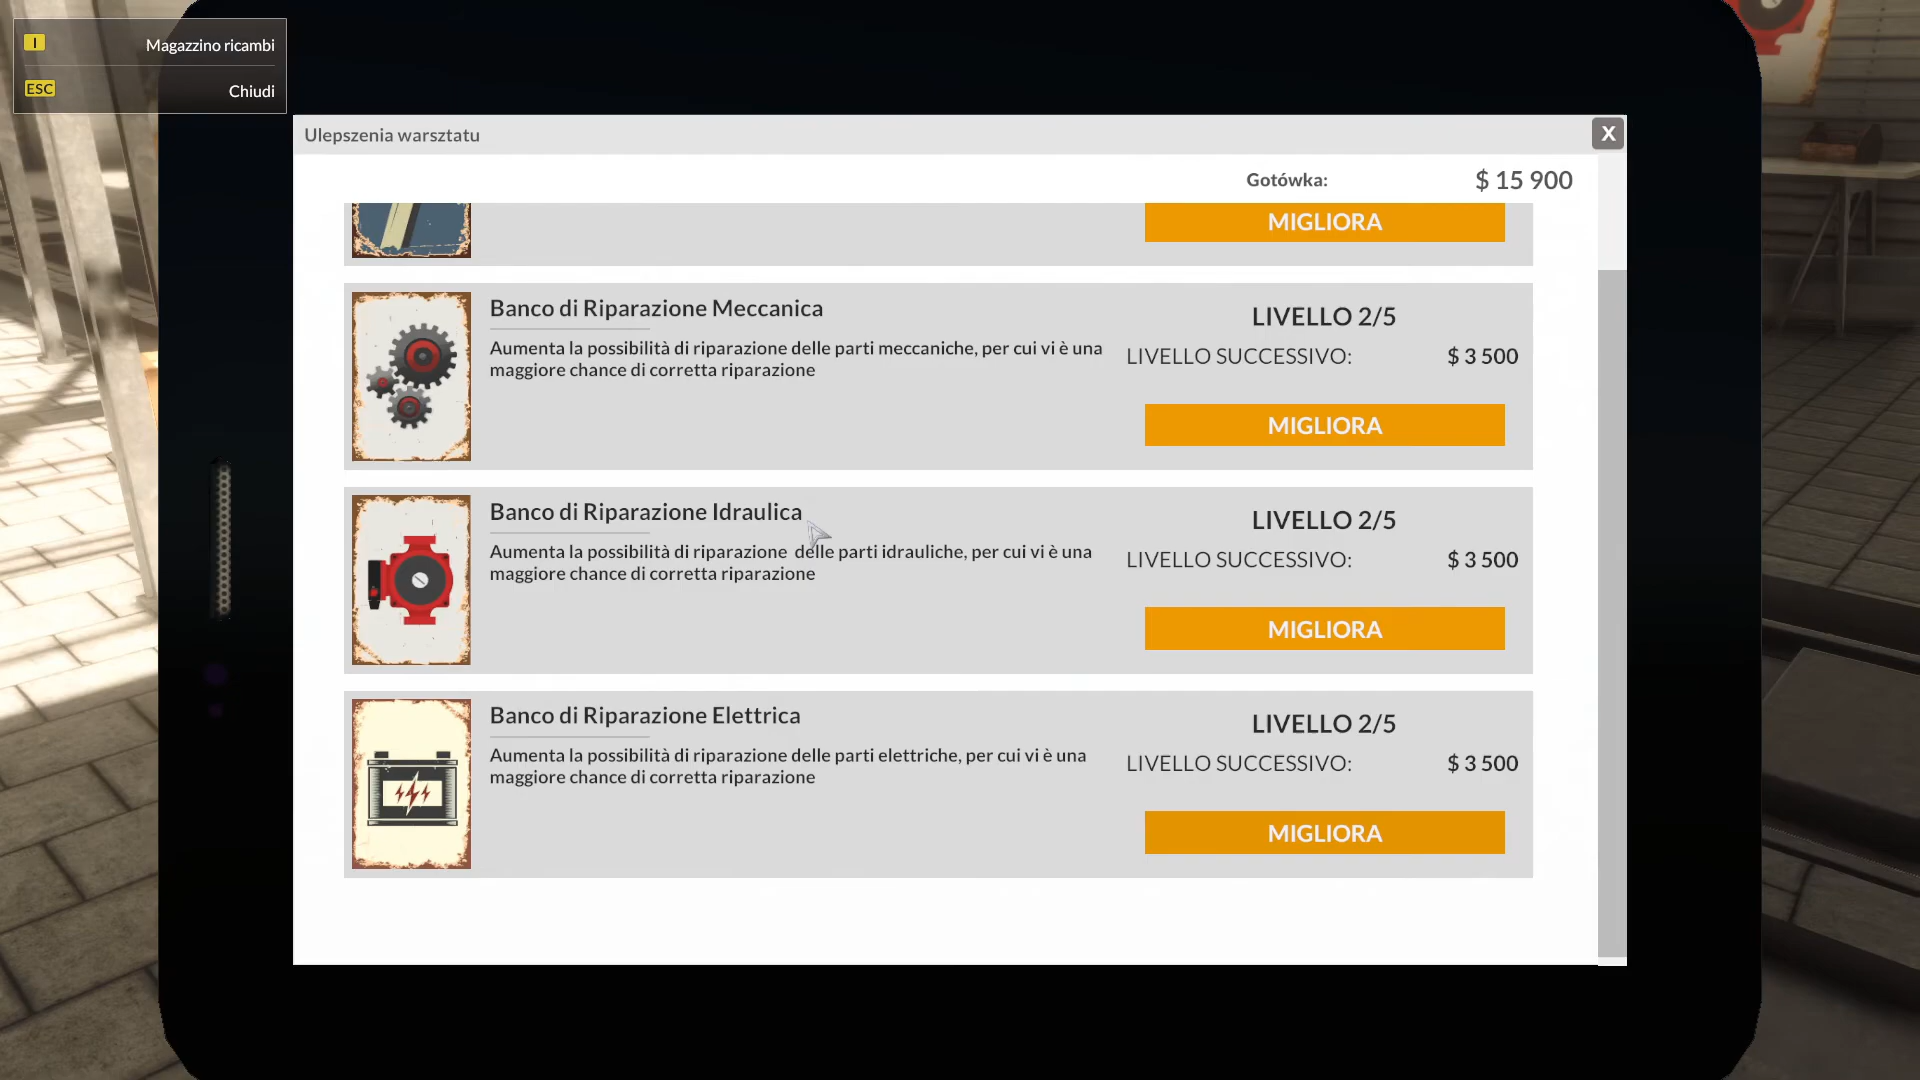 I
Magazzino ricambi
ESC
Chiudi
Ulepszenia warsztatu
X
Gotówka:
$ 15 900
MIGLIORA
Banco di Riparazione Meccanica
LIVELLO 2/5
Aumenta la possibilità di riparazione delle parti meccaniche, per cui vi è una
maggiore chance di corretta riparazione
LIVELLO SUCCESSIVO:
$ 3 500
MIGLIORA
Banco di Riparazione Idraulica
LIVELLO 2/5
Aumenta la possibilità di riparazione  delle parti idrauliche, per cui vi è una
maggiore chance di corretta riparazione
LIVELLO SUCCESSIVO:
$ 3 500
MIGLIORA
Banco di Riparazione Elettrica
LIVELLO 2/5
Aumenta la possibilità di riparazione delle parti elettriche, per cui vi è una
maggiore chance di corretta riparazione
LIVELLO SUCCESSIVO:
$ 3 500
MIGLIORA